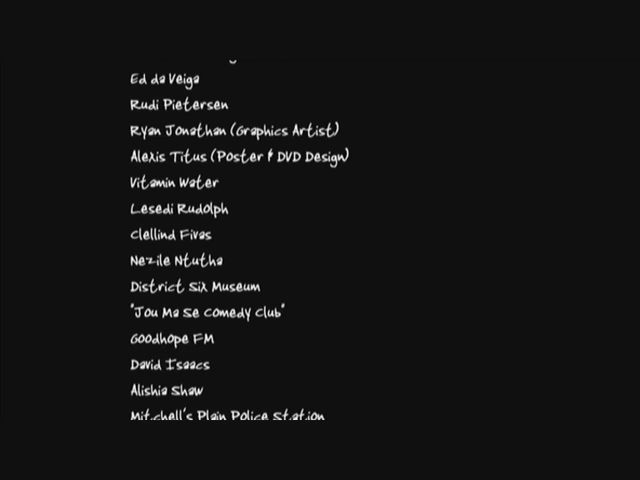 Ed da Veiga
Rudi Pietersen
Ryan Jonathan (Graphics Artist)
Alexis Titus (Poster & DVD Design)
Vitamin Water
Lesedi Rudolph
Clellind Fivas
Nezile Ntutha
District Six Museum
"Jou Ma Se Comedy Club"
Goodhope FM
David Isaacs
Alishia Shaw
Mitchell's Plain Police Station